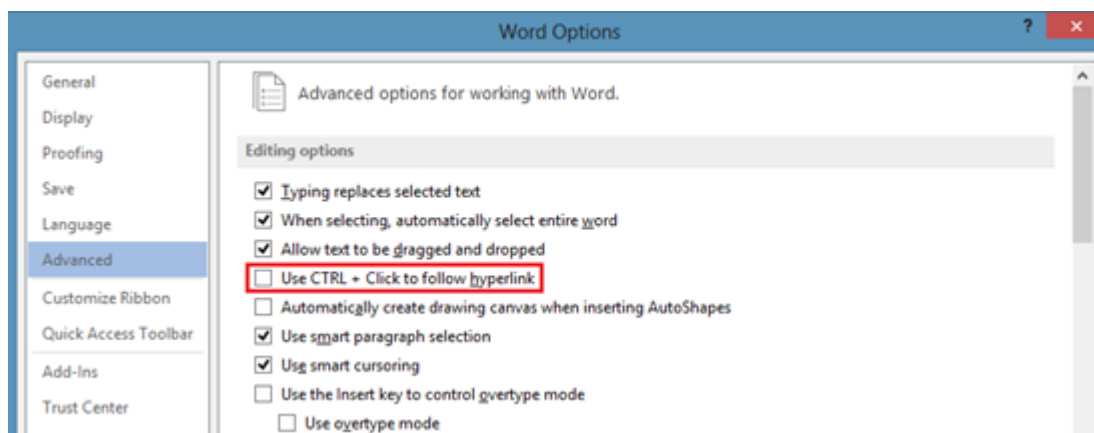 Word Options
?
×
General
Display
Proofing
Save
Language
Advanced
Customize Ribbon
Quick Access Toolbar
Add-Ins
Trust Center
Advanced options for working with Word.
Editing options
Typing replaces selected text
When selecting, automatically select entire word
Allow text to be dragged and dropped
Use CTRL + Click to follow hyperlink
Automatically create drawing canvas when inserting AutoShapes
Use smart paragraph selection
Use smart cursoring
Use the Insert key to control overtype mode
Use overtype mode